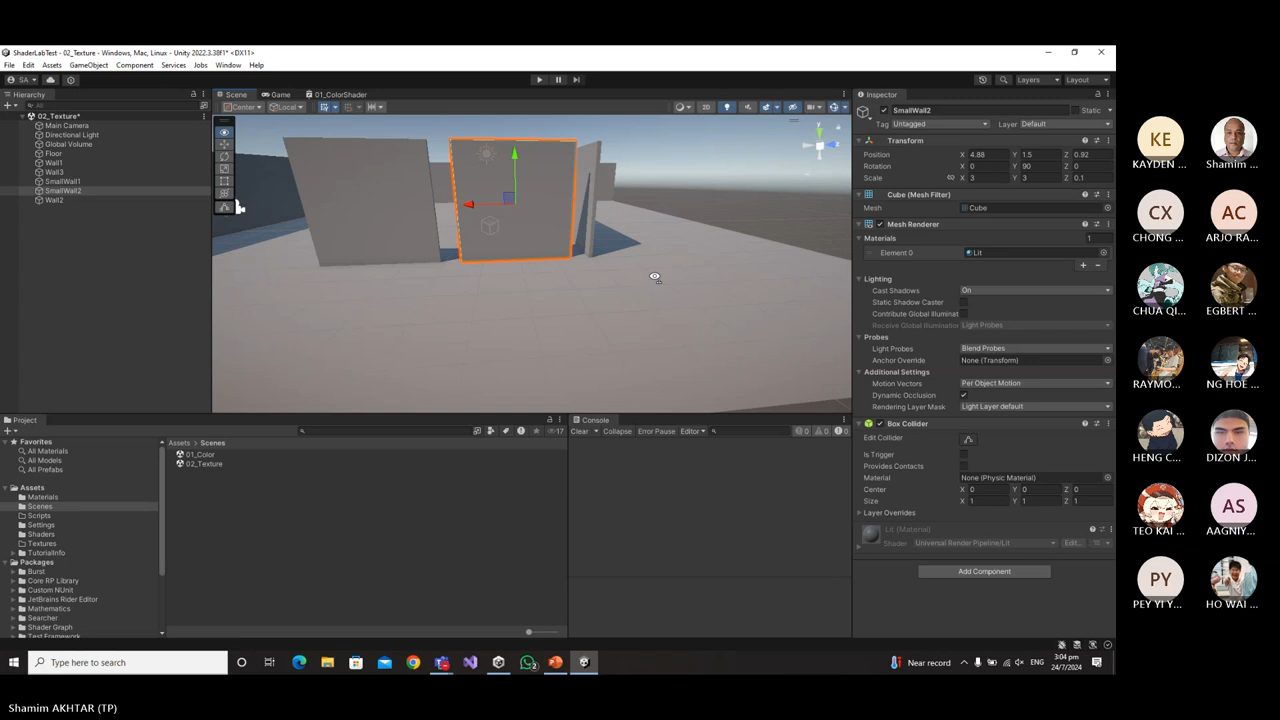 ShaderLabTest - 02_Texture - Windows, Mac, Linux - Unity 2022.3.38f1* <DX11>
File Edit Assets GameObject Component Services Jobs Window Help
SA
Layers Layout
Hierarchy
All
02_Texture*
Main Camera
Directional Light
Global Volume
Floor
Wall1
Wall3
SmallWall1
SmallWall2
Wall2
Scene Game 01_ColorShader
Center Local 2D
Inspector
SmallWall2 Static
Tag Untagged Layer Default
Transform
Position X 4.88 Y 1.5 Z 0.92
Rotation X 0 Y 90 Z 0
Scale X 3 Y 3 Z 0.1
Cube (Mesh Filter)
Mesh Cube
Mesh Renderer
Materials 1
Element 0 Lit
Lighting
Cast Shadows On
Static Shadow Caster
Contribute Global Illuminat
Receive Global Illumination Light Probes
Probes
Light Probes Blend Probes
Anchor Override None (Transform)
Additional Settings
Motion Vectors Per Object Motion
Dynamic Occlusion
Rendering Layer Mask Light Layer default
Box Collider
Edit Collider
Is Trigger
Provides Contacts
Material None (Physic Material)
Center X 0 Y 0 Z 0
Size X 1 Y 1 Z 1
Layer Overrides
Lit (Material)
Shader Universal Render Pipeline/Lit Edit...
Add Component
Project
17
Favorites
All Materials
All Models
All Prefabs
Assets
Materials
Scenes
Scripts
Settings
Shaders
Textures
TutorialInfo
Packages
Burst
Core RP Library
Custom NUnit
JetBrains Rider Editor
Mathematics
Searcher
Shader Graph
Test Framework
Assets > Scenes
01_Color
02_Texture
Console
Clear Collapse Error Pause Editor 0 0 0
Type here to search
2
Near record
ENG
3:04 pm
24/7/2024
KE
KAYDEN ...
Shamim ...
CX
CHONG ...
AC
ARJO RA...
CHUA QI...
EGBERT ...
RAYMO...
NG HOE ...
HENG C...
DIZON J...
TEO KAI ...
AS
AAGNIY...
PY
PEY YI Y...
HO WAI ...
Shamim AKHTAR (TP)